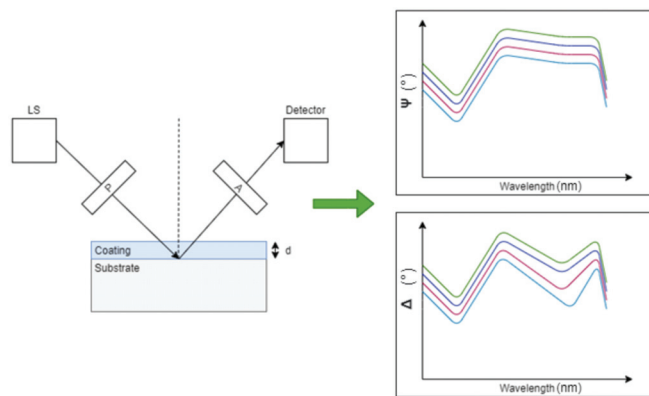 LS
Detector
P
A
Coating
d
Substrate
Ψ (°)
Wavelength (nm)
Δ (°)
Wavelength (nm)